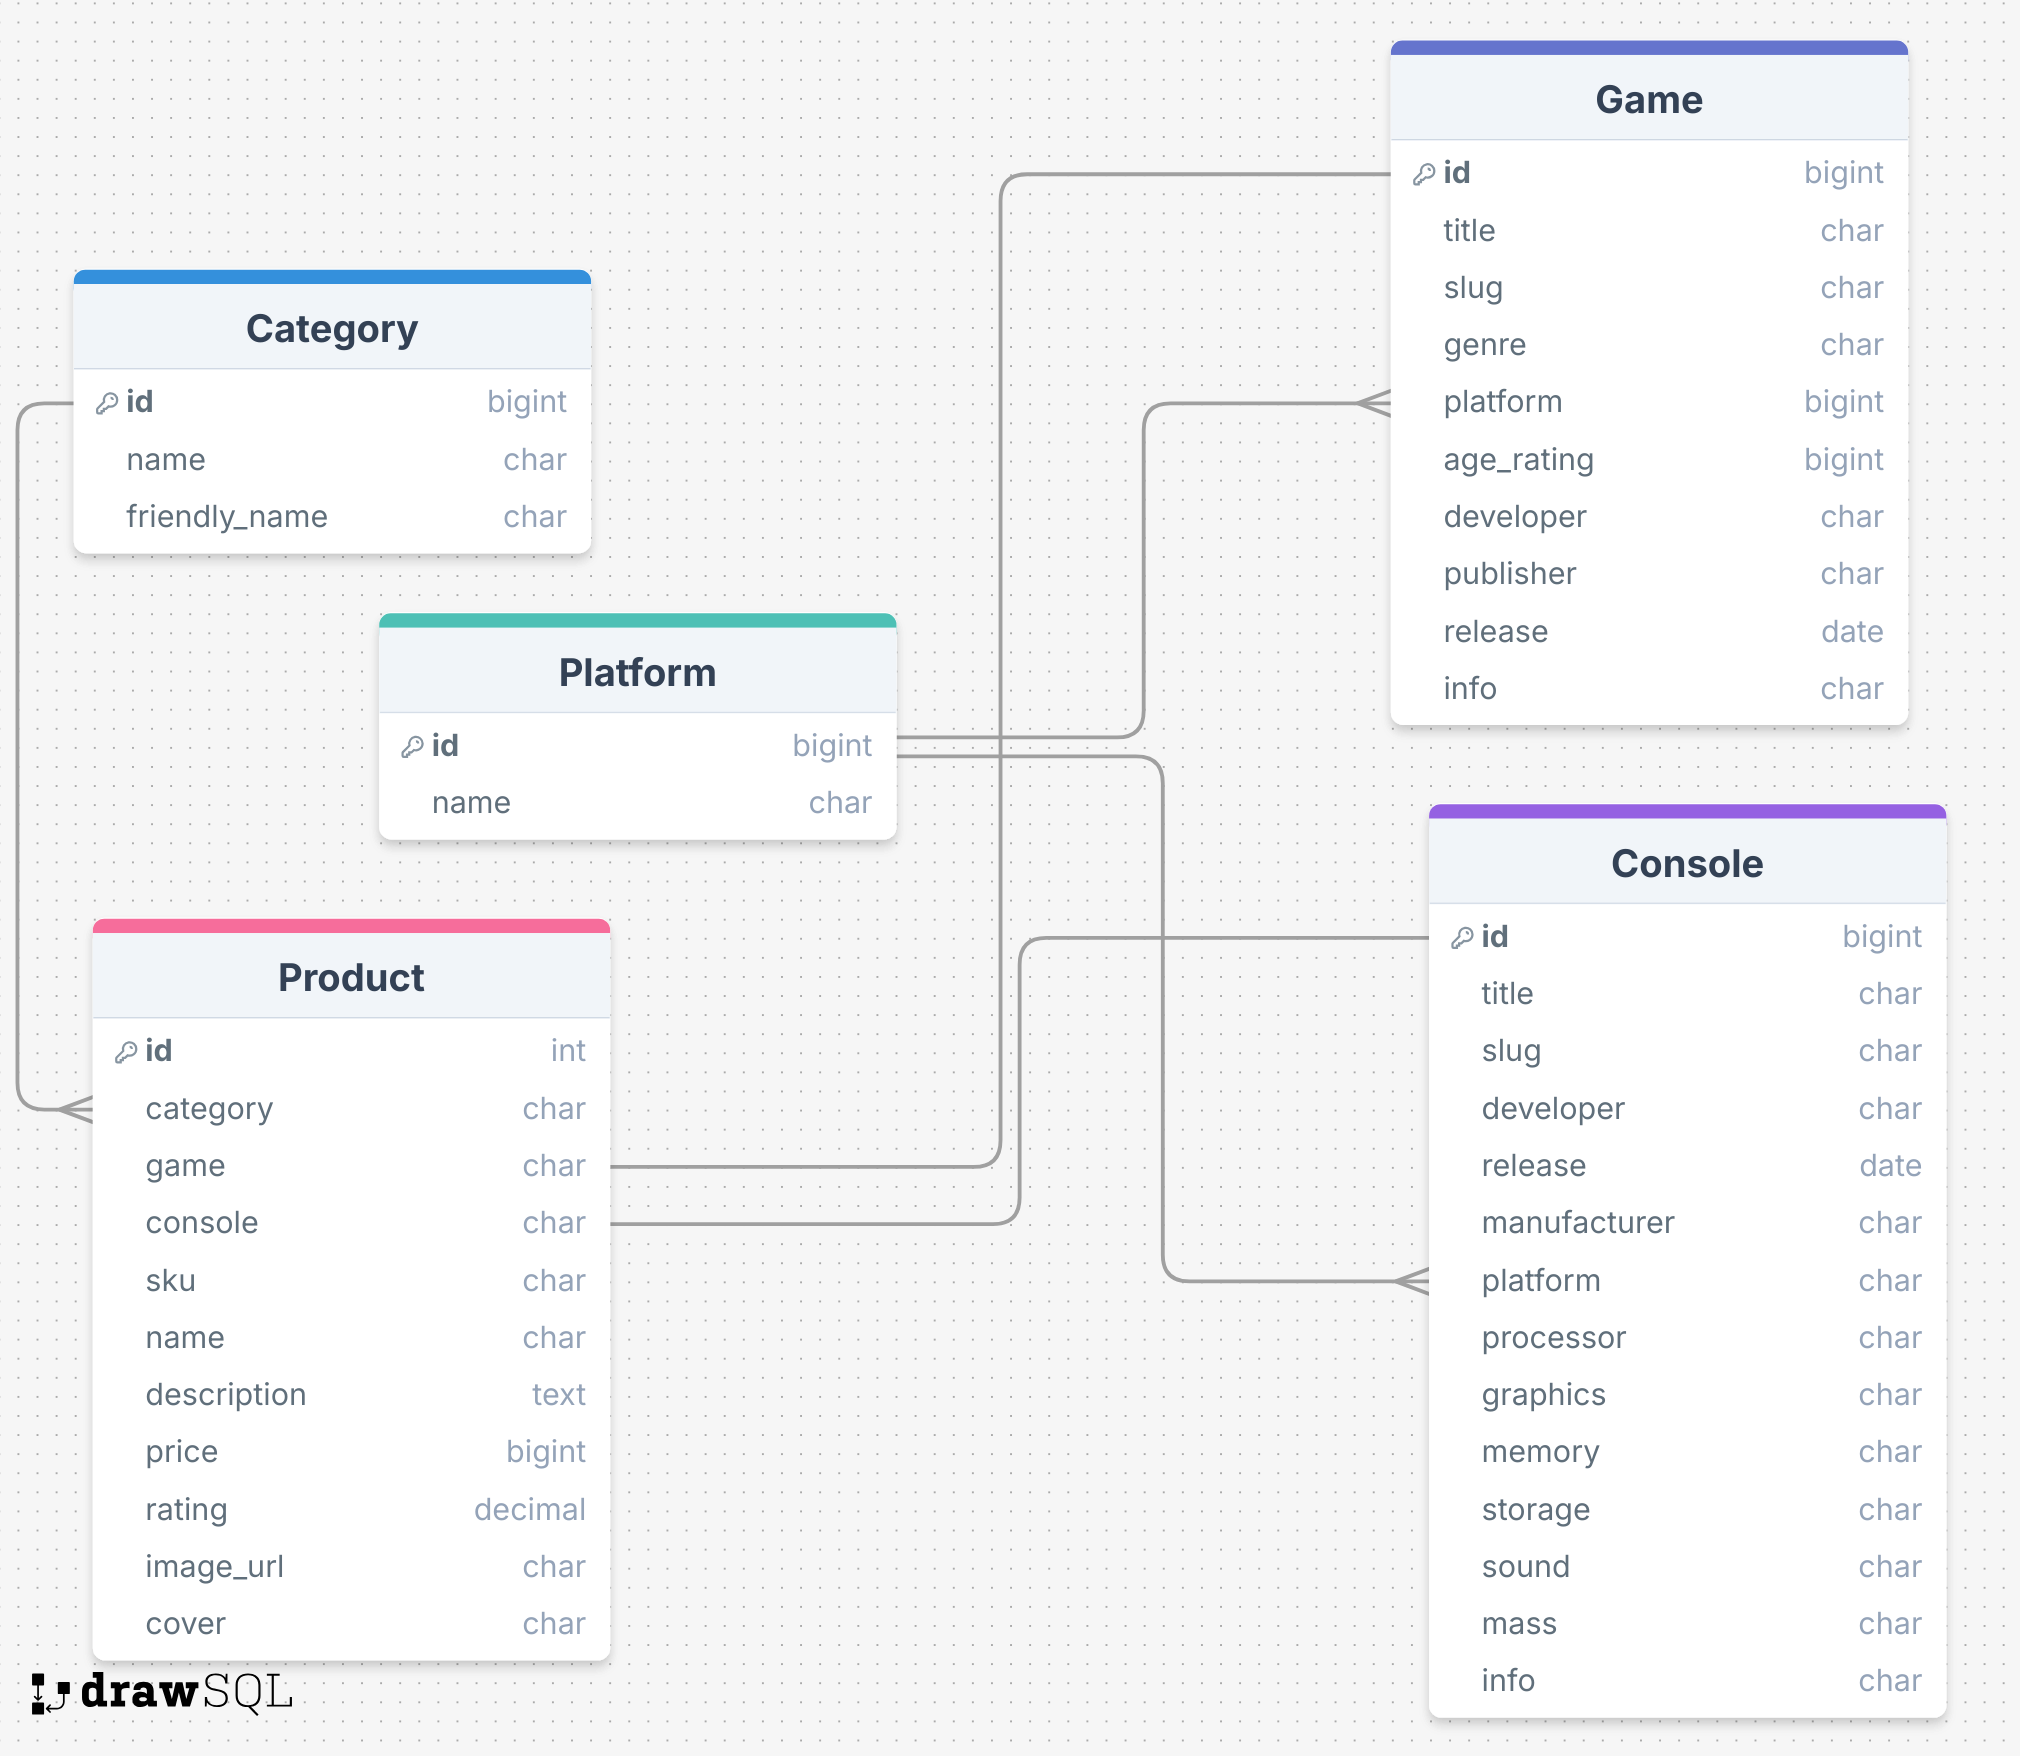 Category
id bigint
name char
friendly_name char
Platform
id bigint
name char
Product
id int
category char
game char
console char
sku char
name char
description text
price bigint
rating decimal
image_url char
cover char
Game
id bigint
title char
slug char
genre char
platform bigint
age_rating bigint
developer char
publisher char
release date
info char
Console
id bigint
title char
slug char
developer char
release date
manufacturer char
platform char
processor char
graphics char
memory char
storage char
sound char
mass char
info char
drawSQL